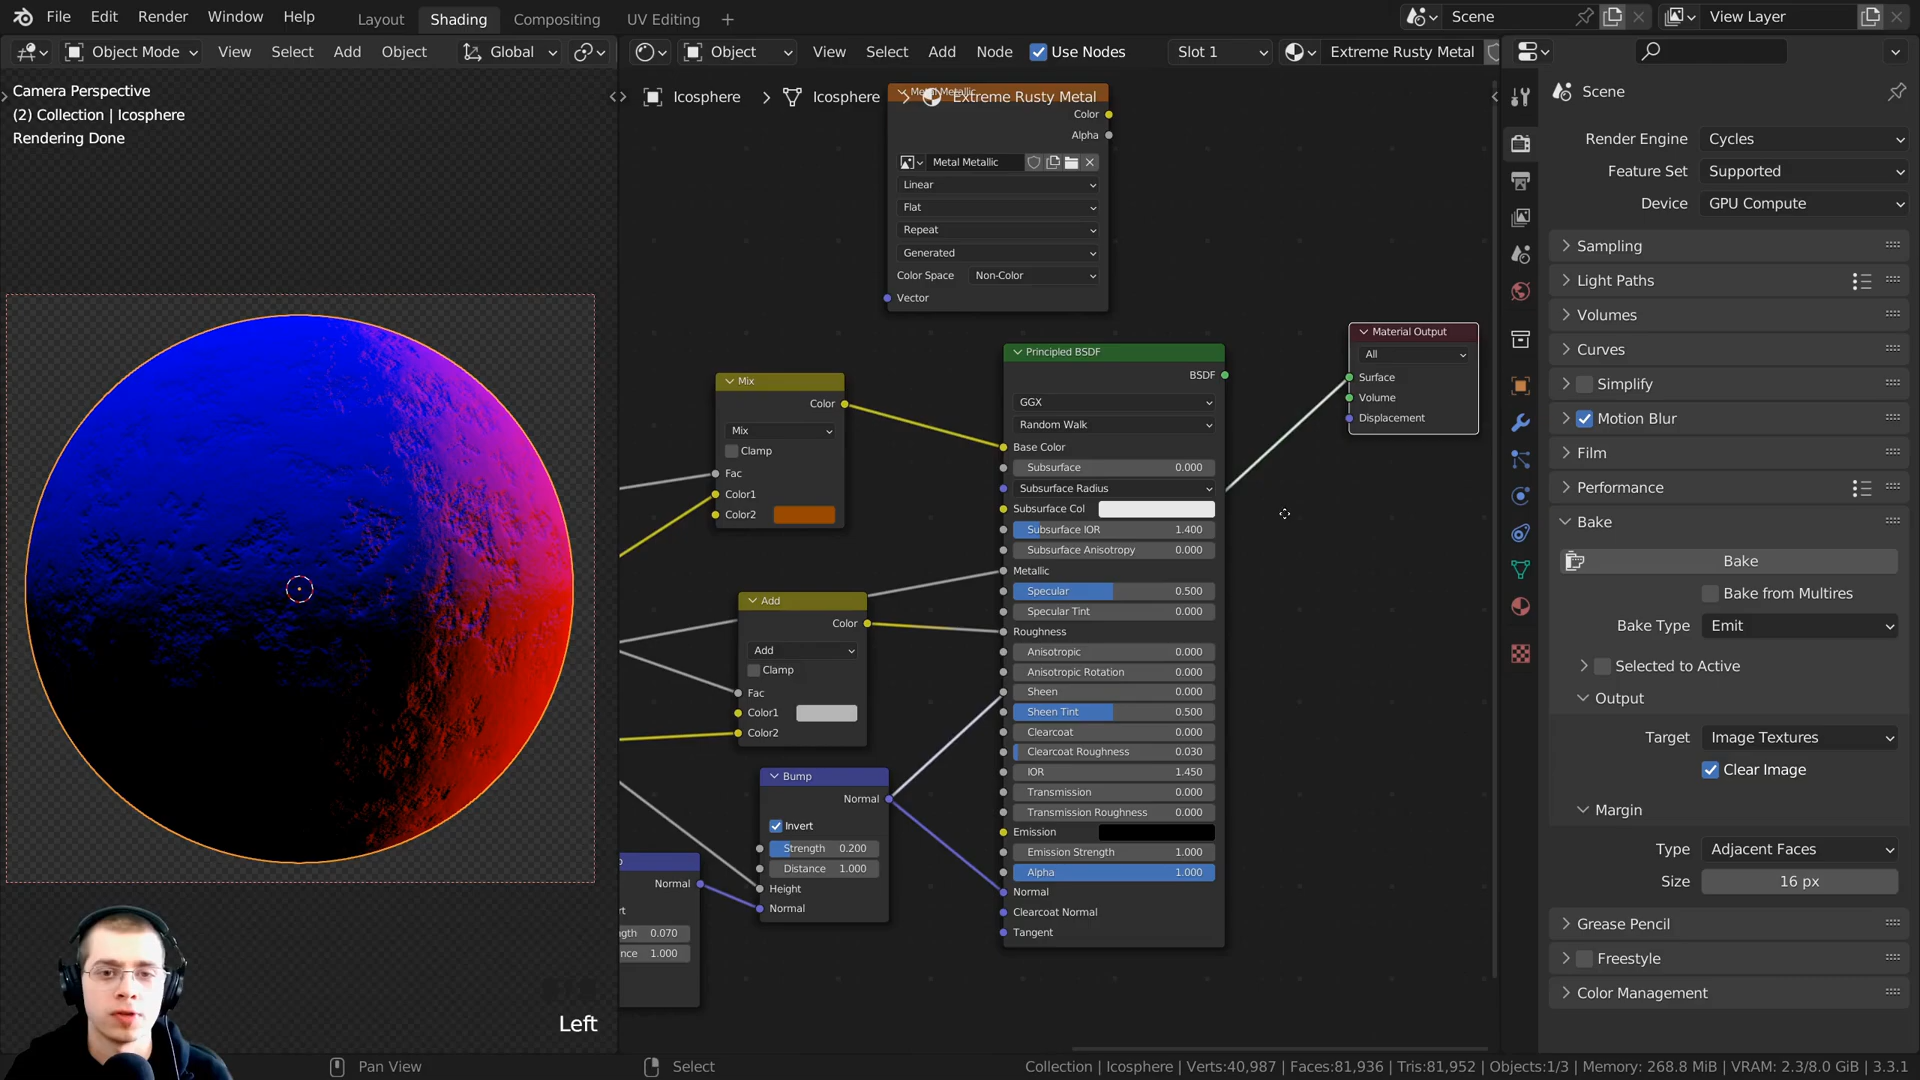 File Edit Render Window Help Layout Shading Compositing UV Editing + Scene View Layer
Object Mode View Select Add Object Global Object View Select Add Node Use Nodes Slot 1 Extreme Rusty Metal
Camera Perspective
(2) Collection | Icosphere
Rendering Done
Icosphere > Icosphere > Extreme Rusty Metal
Color
Alpha
Metal Metallic
Linear
Flat
Repeat
Generated
Color Space Non-Color
Vector
Mix
Color
Mix
Clamp
Fac
Color1
Color2
Add
Color
Add
Clamp
Fac
Color1
Color2
Bump
Normal
Invert
Strength 0.200
Distance 1.000
Height
Normal
Normal
0.070
1.000
Principled BSDF
BSDF
GGX
Random Walk
Base Color
Subsurface 0.000
Subsurface Radius
Subsurface Col
Subsurface IOR 1.400
Subsurface Anisotropy 0.000
Metallic
Specular 0.500
Specular Tint 0.000
Roughness
Anisotropic 0.000
Anisotropic Rotation 0.000
Sheen 0.000
Sheen Tint 0.500
Clearcoat 0.000
Clearcoat Roughness 0.030
IOR 1.450
Transmission 0.000
Transmission Roughness 0.000
Emission
Emission Strength 1.000
Alpha 1.000
Normal
Clearcoat Normal
Tangent
Material Output
All
Surface
Volume
Displacement
Scene
Render Engine Cycles
Feature Set Supported
Device GPU Compute
Sampling
Light Paths
Volumes
Curves
Simplify
Motion Blur
Film
Performance
Bake
Bake
Bake from Multires
Bake Type Emit
Selected to Active
Output
Target Image Textures
Clear Image
Margin
Type Adjacent Faces
Size 16 px
Grease Pencil
Freestyle
Color Management
Left
Pan View Select Collection | Icosphere | Verts:40,987 | Faces:81,936 | Tris:81,952 | Objects:1/3 | Memory: 268.8 MiB | VRAM: 2.3/8.0 GiB | 3.3.1